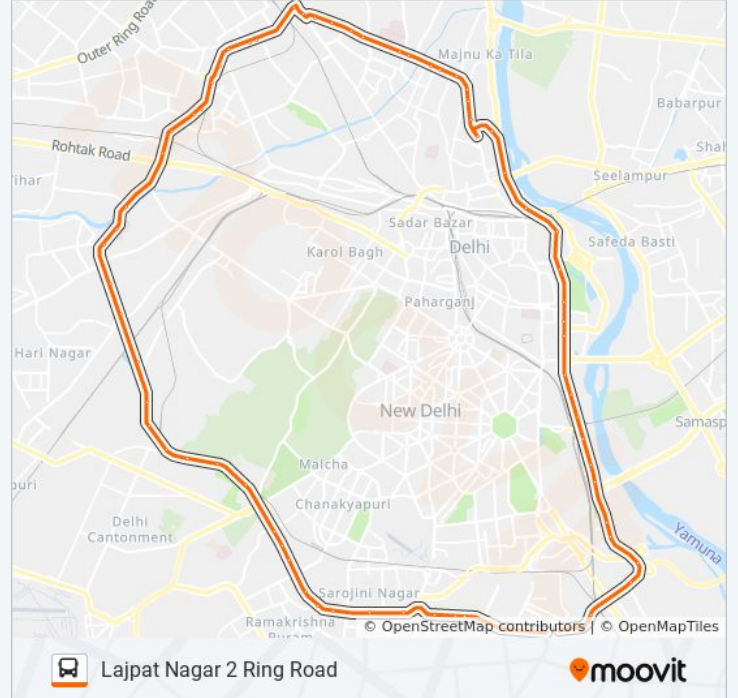 Outer Ring Road
Majnu Ka Tila
Babarpur
Rohtak Road
Shah
Seelampur
ihar
Sadar Bazar
Safeda Basti
Karol Bagh
Delhi
Paharganj
Hari Nagar
New Delhi
Samasp
Malcha
puri
Chanakyapuri
Delhi
Cantonment
Yamuna
Sarojini Nagar
Ramakrishna
Puram
© OpenStreetMap contributors | © OpenMapTiles
Lajpat Nagar 2 Ring Road
moovit